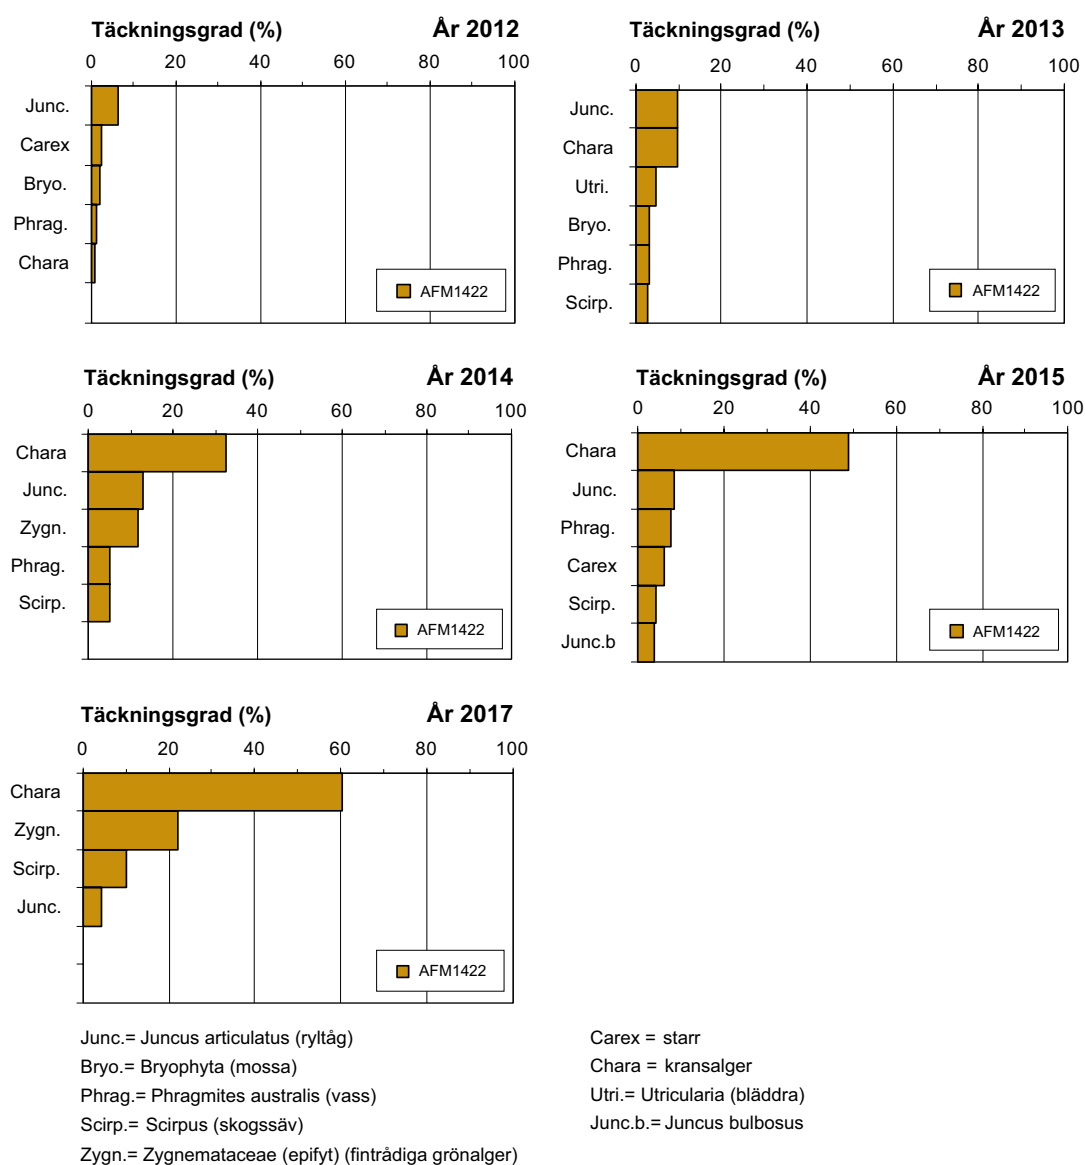 Täckningsgrad (%) År 2012
0 20 40 60 80 100
Junc.
Carex
Bryo.
Phrag.
Chara
AFM1422
Täckningsgrad (%) År 2013
0 20 40 60 80 100
Junc.
Chara
Utri.
Bryo.
Phrag.
Scirp.
AFM1422
Täckningsgrad (%) År 2014
0 20 40 60 80 100
Chara
Junc.
Zygn.
Phrag.
Scirp.
AFM1422
Täckningsgrad (%) År 2015
0 20 40 60 80 100
Chara
Junc.
Phrag.
Carex
Scirp.
Junc.b
AFM1422
Täckningsgrad (%) År 2017
0 20 40 60 80 100
Chara
Zygn.
Scirp.
Junc.
AFM1422
Junc.= Juncus articulatus (ryltåg)
Bryo.= Bryophyta (mossa)
Phrag.= Phragmites australis (vass)
Scirp.= Scirpus (skogssäv)
Zygn.= Zygnemataceae (epifyt) (fintrådiga grönalger)
Carex = starr
Chara = kransalger
Utri.= Utricularia (bläddra)
Junc.b.= Juncus bulbosus